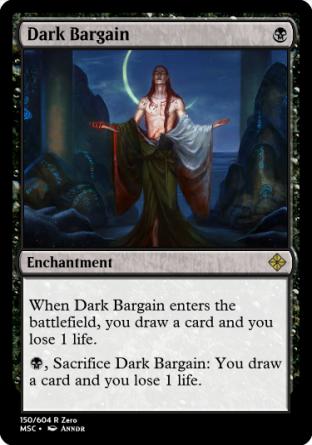 Dark Bargain
Enchantment
When Dark Bargain enters the
battlefield, you draw a card and you
lose 1 life.
, Sacrifice Dark Bargain: You draw
a card and you lose 1 life.
150/604 R Zero
MSC • ANNDR